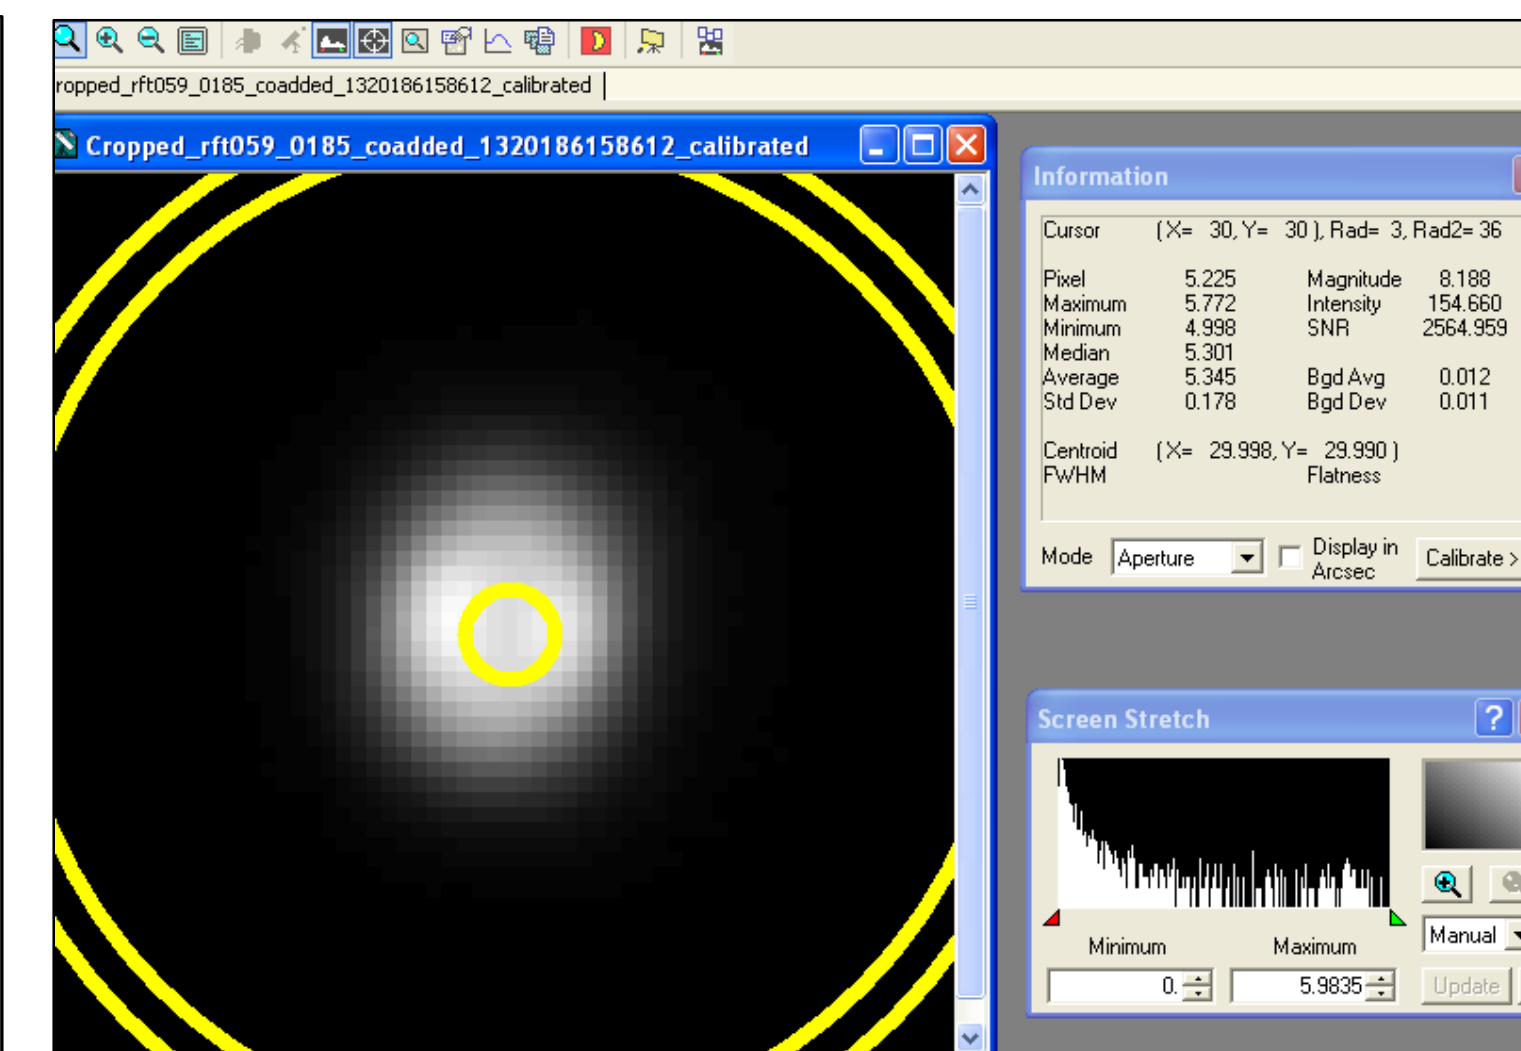 ropped_rft059_0185_coadded_1320186158612_calibrated
Cropped_rft059_0185_coadded_1320186158612_calibrated
Information
Cursor (X= 30, Y= 30), Rad= 3, Rad2= 36
Pixel 5.225 Magnitude 8.188
Maximum 5.772 Intensity 154.660
Minimum 4.998 SNR 2564.959
Median 5.301
Average 5.345 Bgd Avg 0.012
Std Dev 0.178 Bgd Dev 0.011
Centroid (X= 29.998, Y= 29.990)
FWHM Flatness
Mode Aperture Display in Arcsec Calibrate >
Screen Stretch
?
Minimum Maximum
0. 5.9835
Manual
Update